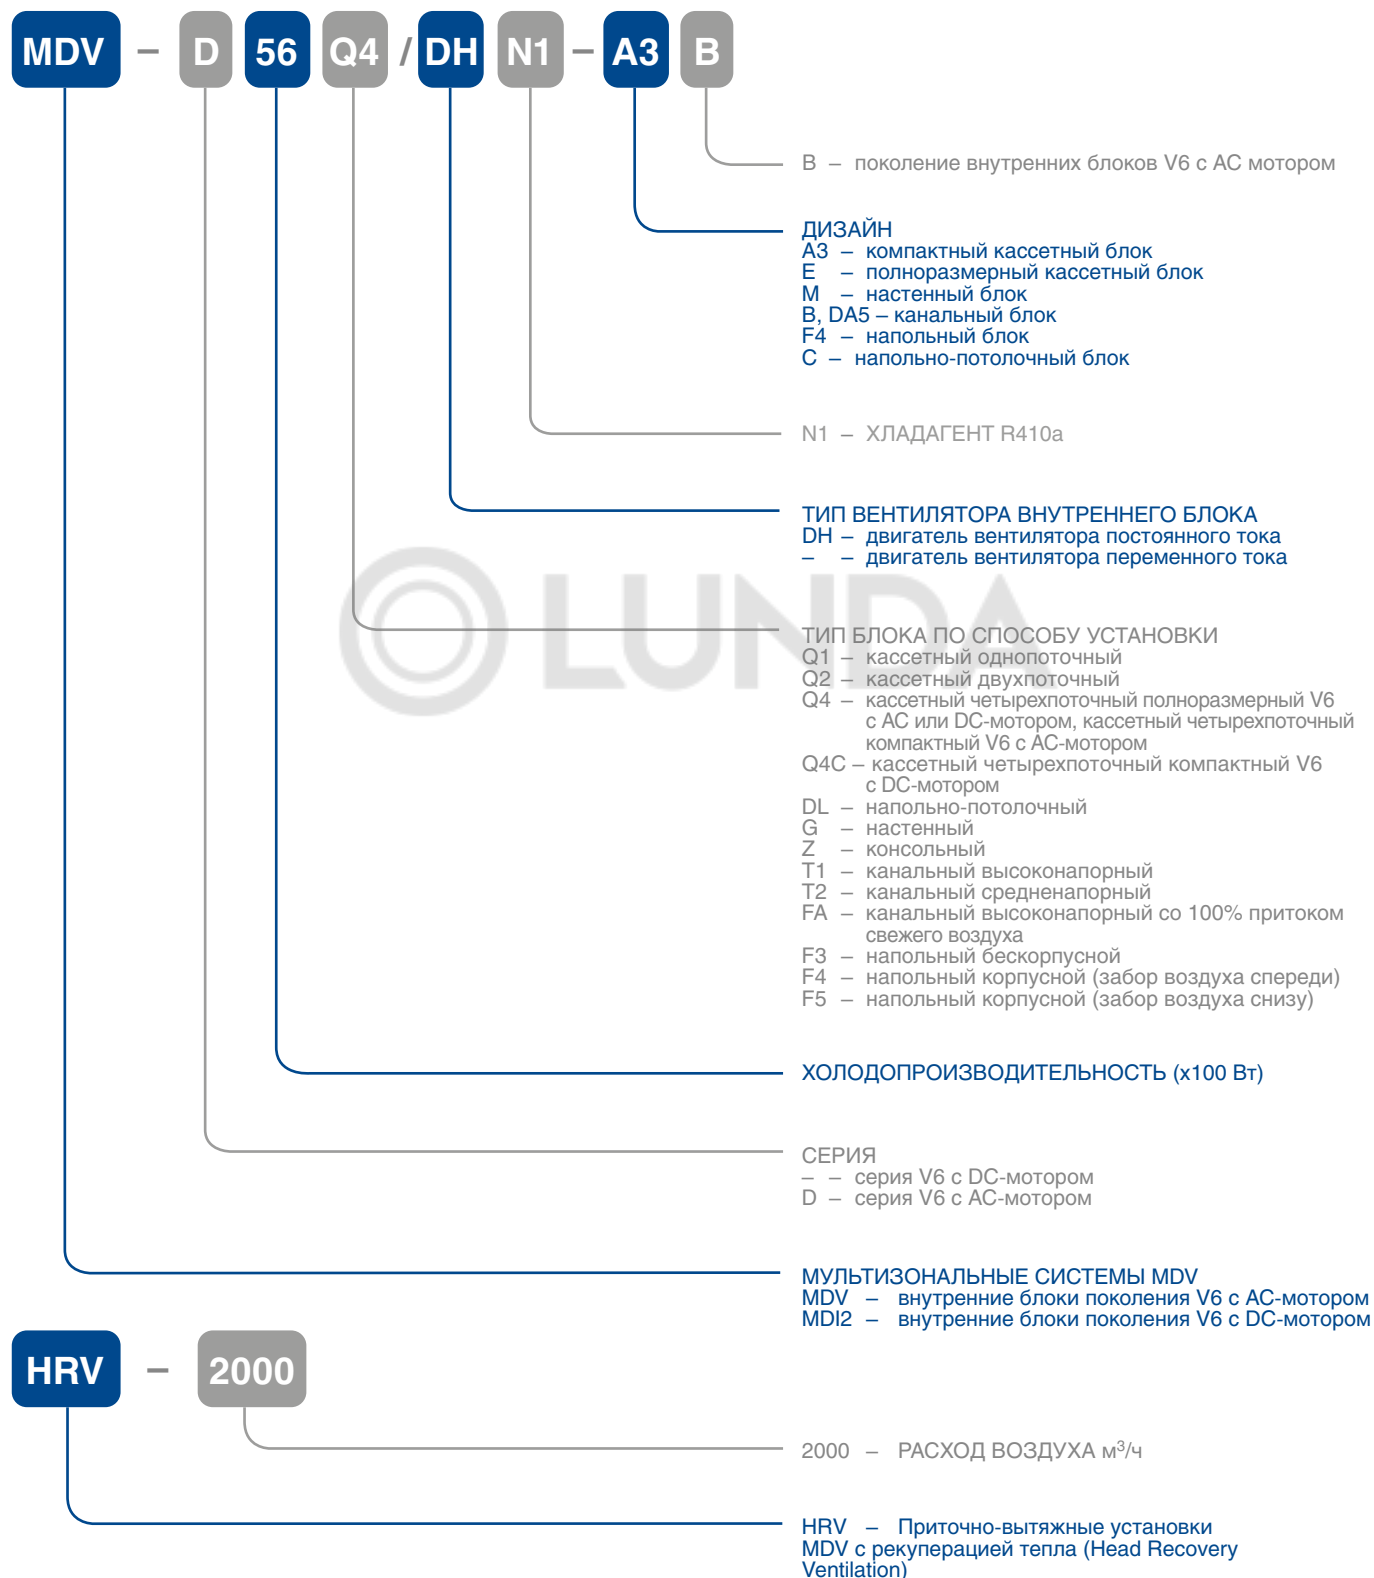 MDV – D 56 Q4 / DH N1 – A3 B
B – поколение внутренних блоков V6 с AC мотором
ДИЗАЙН
A3 – компактный кассетный блок
E – полноразмерный кассетный блок
M – настенный блок
B, DA5 – канальный блок
F4 – напольный блок
C – напольно-потолочный блок
N1 – ХЛАДАГЕНТ R410a
ТИП ВЕНТИЛЯТОРА ВНУТРЕННЕГО БЛОКА
DH – двигатель вентилятора постоянного тока
– – двигатель вентилятора переменного тока
LUNDA
ТИП БЛОКА ПО СПОСОБУ УСТАНОВКИ
Q1 – кассетный однопоточный
Q2 – кассетный двухпоточный
Q4 – кассетный четырехпоточный полноразмерный V6
с AC или DC-мотором, кассетный четырехпоточный
компактный V6 с AC-мотором
Q4C – кассетный четырехпоточный компактный V6
с DC-мотором
DL – напольно-потолочный
G – настенный
Z – консольный
T1 – канальный высоконапорный
T2 – канальный средненапорный
FA – канальный высоконапорный со 100% притоком
свежего воздуха
F3 – напольный бескорпусной
F4 – напольный корпусной (забор воздуха спереди)
F5 – напольный корпусной (забор воздуха снизу)
ХОЛОДОПРОИЗВОДИТЕЛЬНОСТЬ (x100 Вт)
СЕРИЯ
– – серия V6 с DC-мотором
D – серия V6 с AC-мотором
МУЛЬТИЗОНАЛЬНЫЕ СИСТЕМЫ MDV
MDV – внутренние блоки поколения V6 с AC-мотором
MDI2 – внутренние блоки поколения V6 с DC-мотором
HRV – 2000
2000 – РАСХОД ВОЗДУХА м³/ч
HRV – Приточно-вытяжные установки
MDV с рекуперацией тепла (Head Recovery
Ventilation)